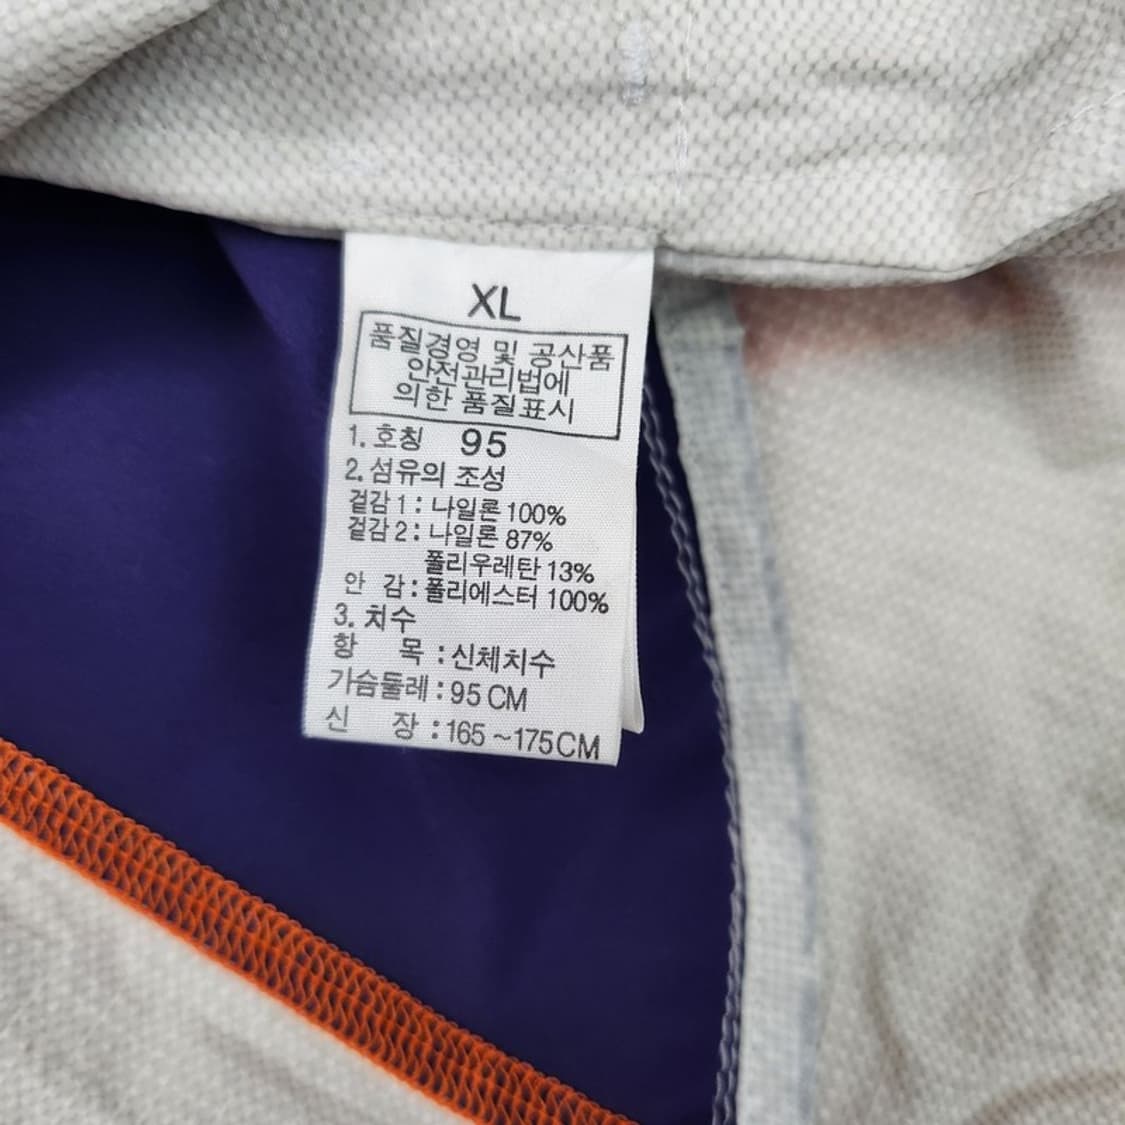 XL
품질경영 및 공산품
안전관리법에
의한 품질표시
1. 호칭 95
2. 섬유의 조성
겉감 1 : 나일론 100%
겉감 2 : 나일론 87%
폴리우레탄 13%
안 감 : 폴리에스터 100%
3. 치수
항 목 : 신체치수
가슴둘레 : 95 CM
신 장 : 165 ~ 175 CM